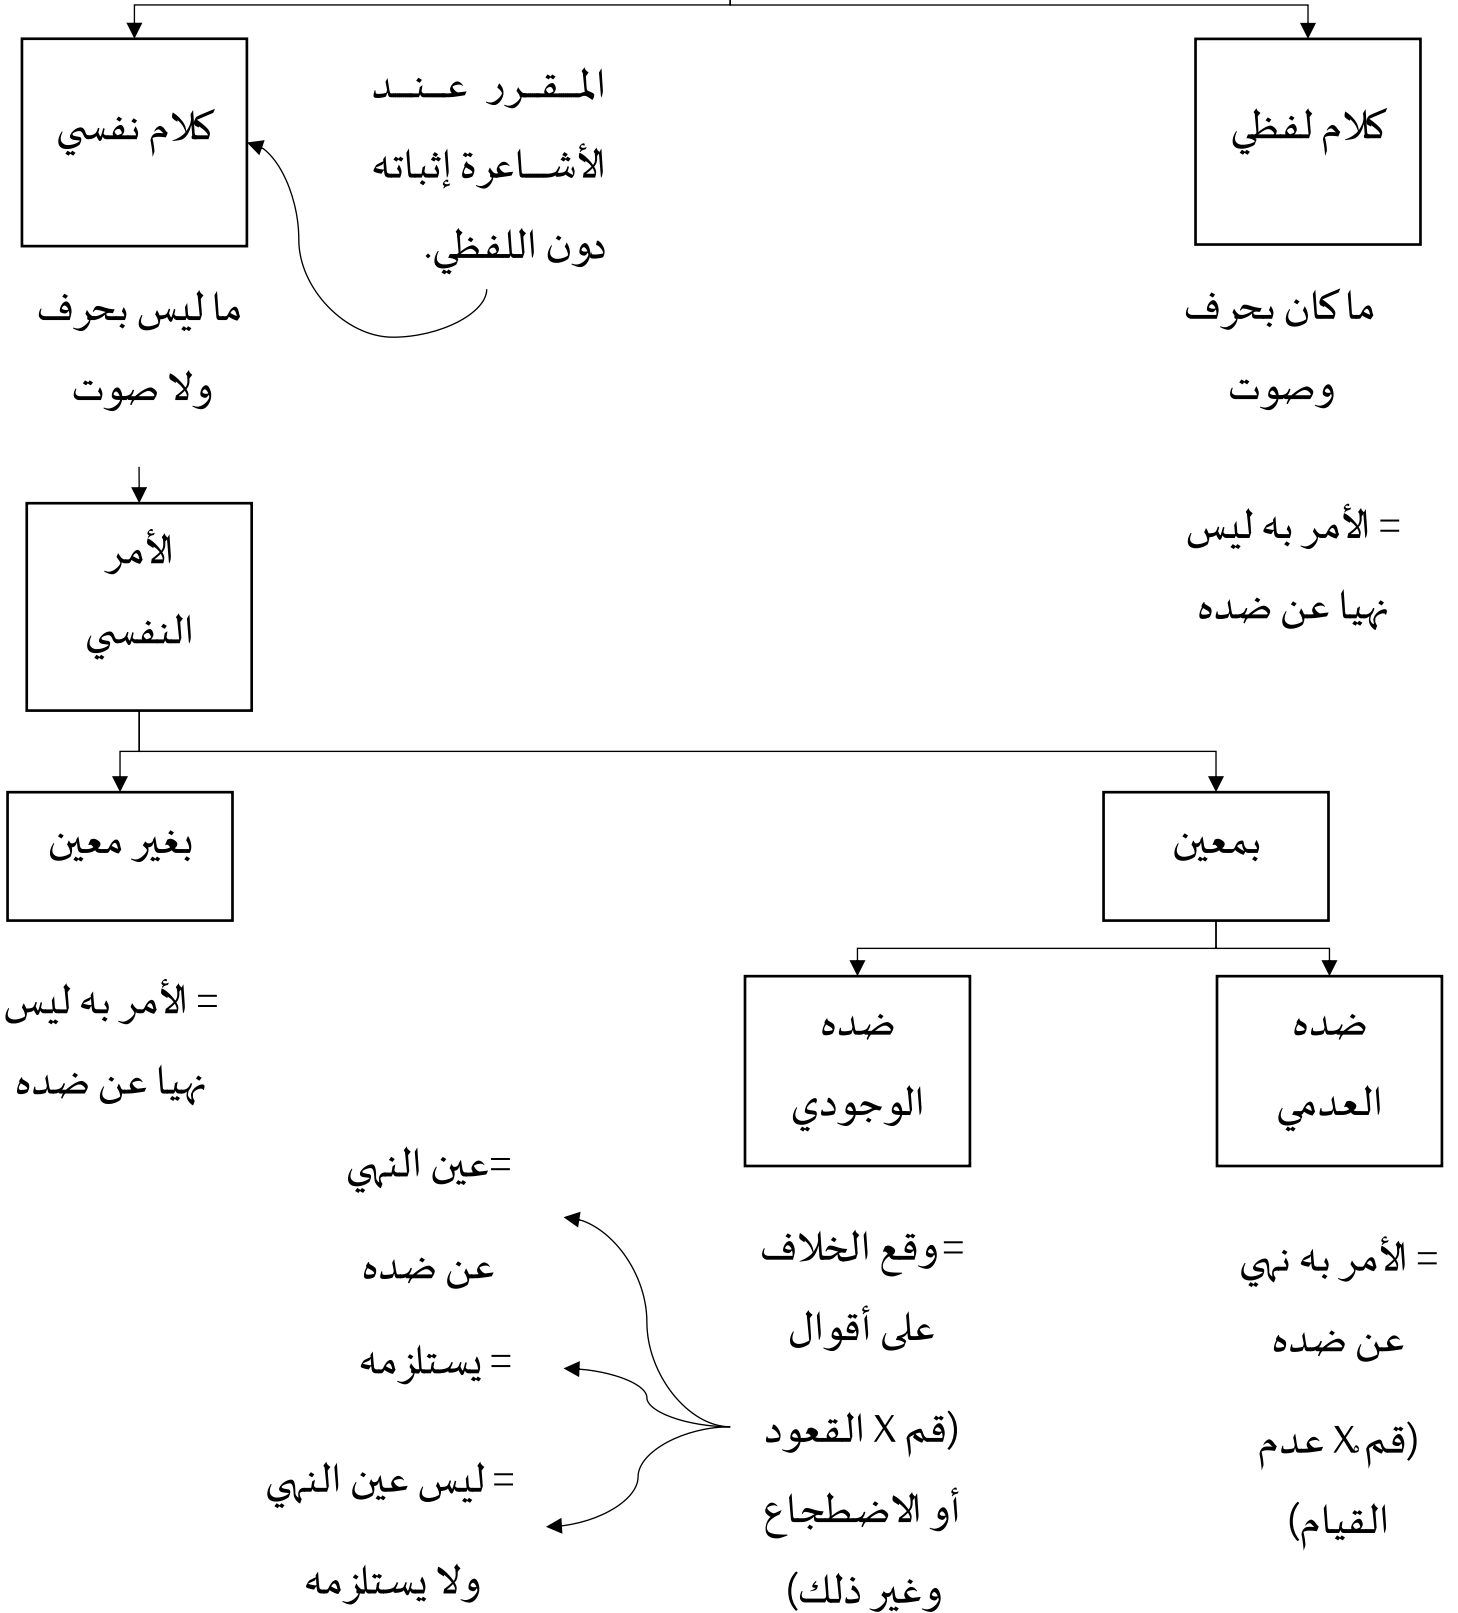 كلام لفظي
ما كان بحرف
وصوت
= الأمر به ليس
نهيا عن ضده
المقرر عند
الأشاعرة إثباته
دون اللفظي.
كلام نفسي
ما ليس بحرف
ولا صوت
الأمر
النفسي
بمعين
بغير معين
= الأمر به ليس
نهيا عن ضده
ضده
العدمي
= الأمر به نهي
عن ضده
(قم X عدم
القيام)
ضده
الوجودي
=وقع الخلاف
على أقوال
(قم X القعود
أو الاضطجاع
وغير ذلك)
=عين النهي
عن ضده
= يستلزمه
= ليس عين النهي
ولا يستلزمه